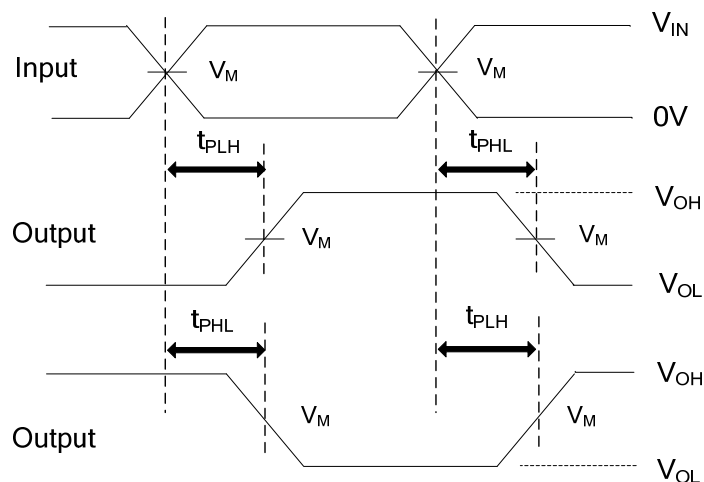 V_IN
Input
V_M
V_M
0V
t_PLH
t_PHL
V_OH
Output
V_M
V_M
V_OL
t_PHL
t_PLH
V_OH
Output
V_M
V_M
V_OL